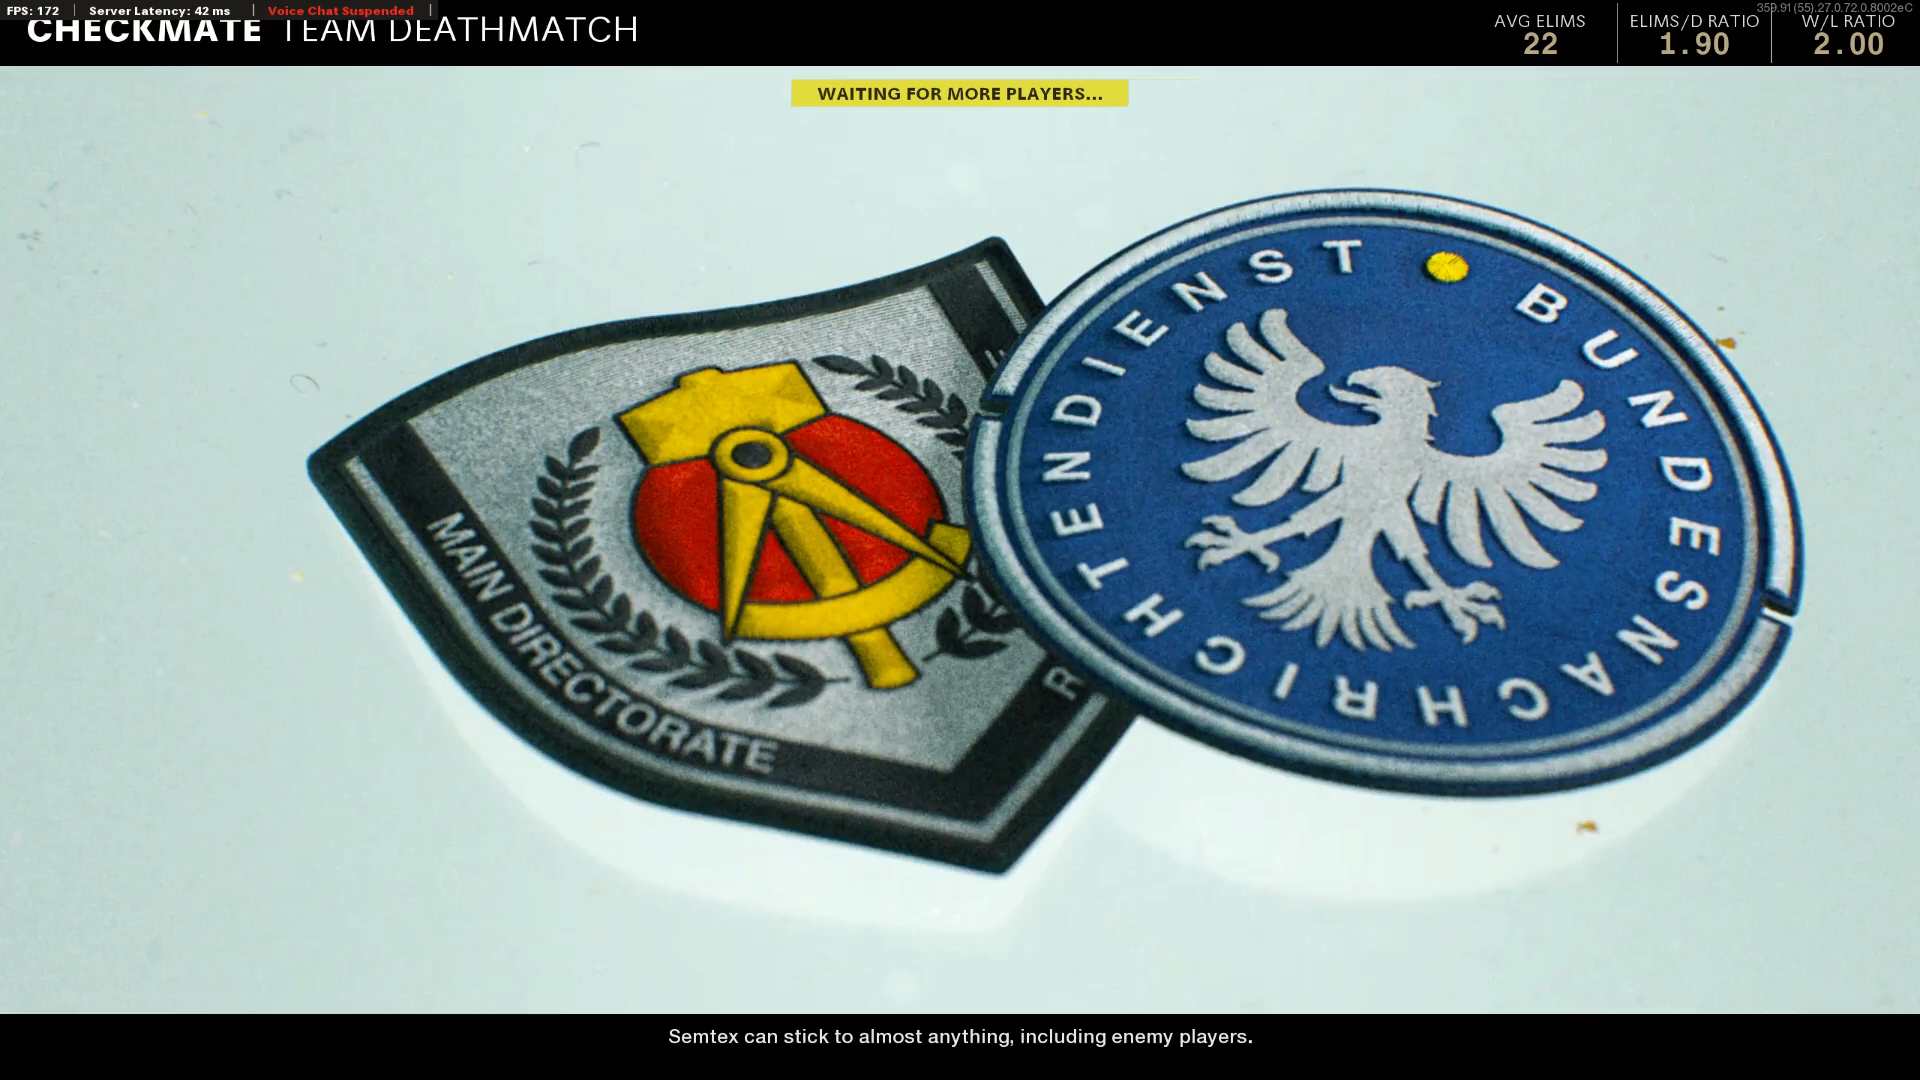 FPS: 172 | Server Latency: 42 ms | Voice Chat Suspended |
CHECKMATE TEAM DEATHMATCH
AVG ELIMS
22
ELIMS/D RATIO
1.90
W/L RATIO
2.00
WAITING FOR MORE PLAYERS...
MAIN DIRECTORATE
R
BUNDESNACHRICHTENDIENST
Semtex can stick to almost anything, including enemy players.